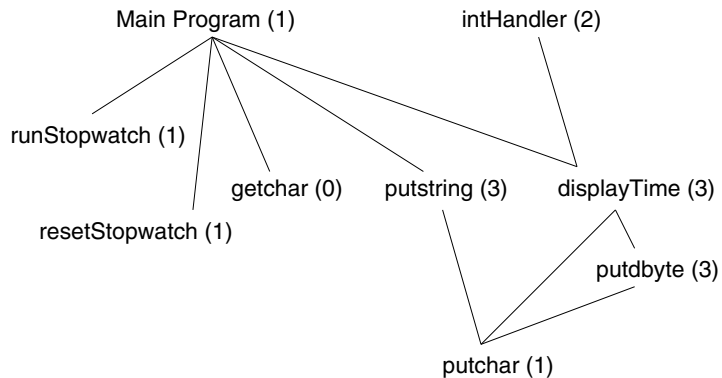 Main Program (1)
intHandler (2)
runStopwatch (1)
getchar (0)
putstring (3)
displayTime (3)
resetStopwatch (1)
putdbyte (3)
putchar (1)